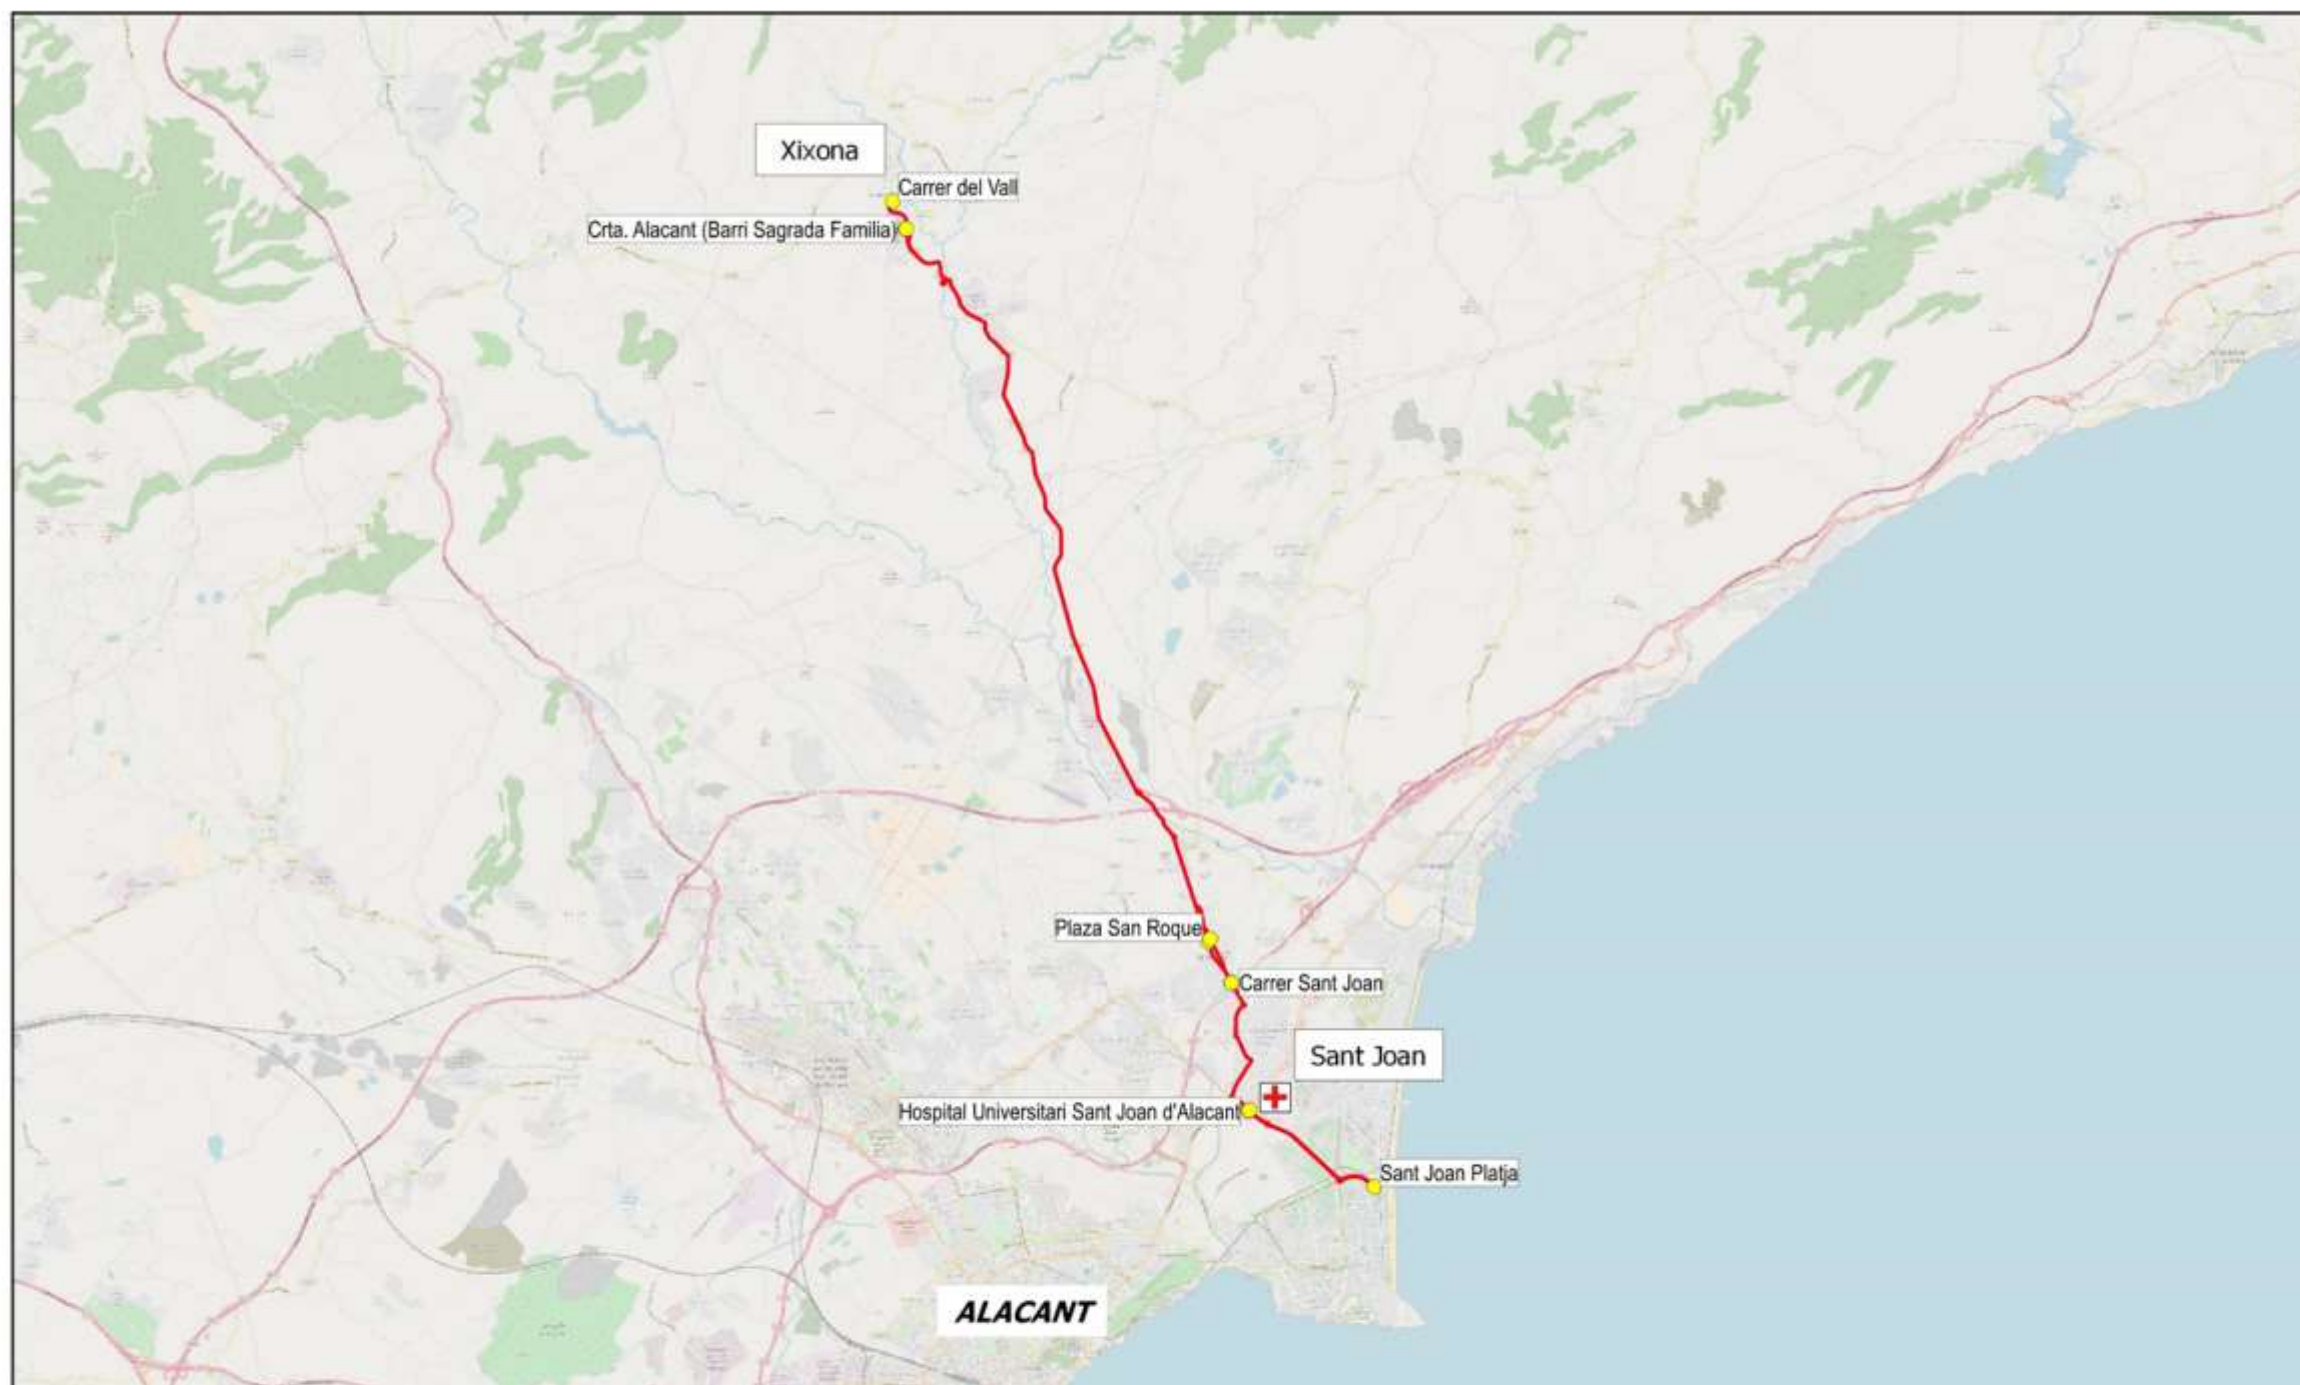 Xixona
Carrer del Vall
Crta. Alacant (Barri Sagrada Familia)
Plaza San Roque
Carrer Sant Joan
Sant Joan
Hospital Universitari Sant Joan d'Alacant
Sant Joan Platja
ALACANT